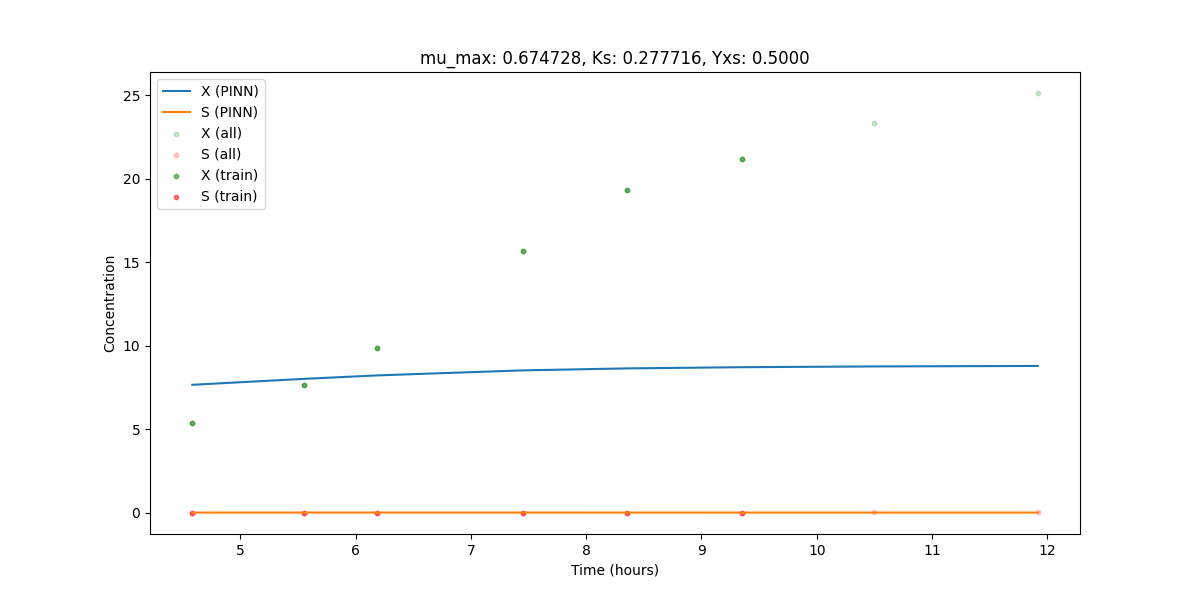 mu_max: 0.674728, Ks: 0.277716, Yxs: 0.5000
X (PINN)
S (PINN)
X (all)
S (all)
X (train)
S (train)
Concentration
25
20
15
10
5
0
5 6 7 8 9 10 11 12
Time (hours)